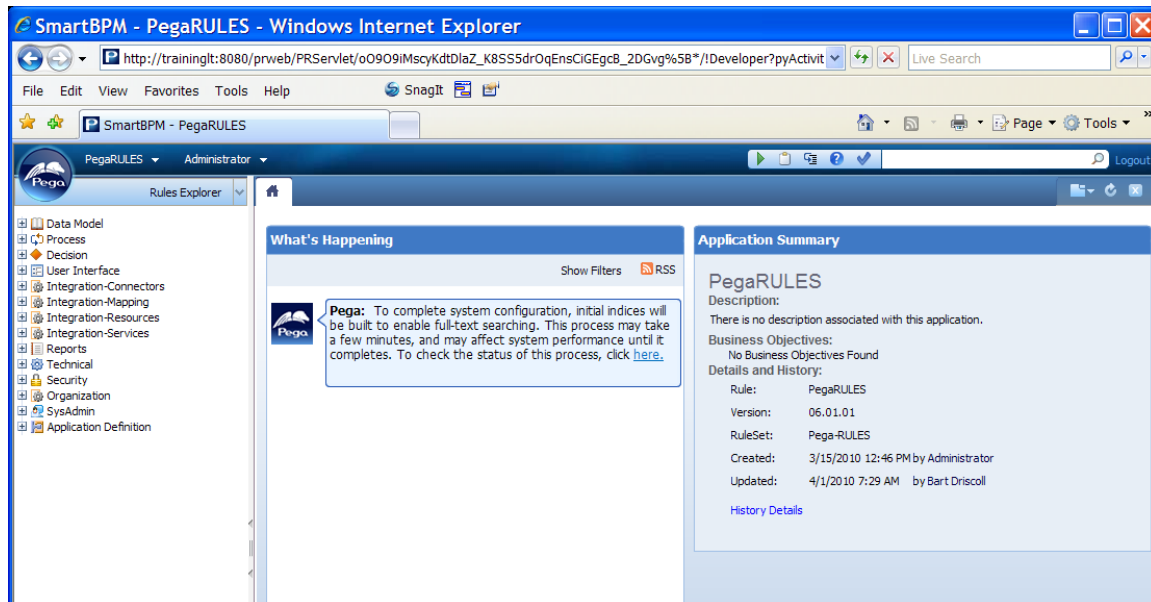 SmartBPM - PegaRULES - Windows Internet Explorer
http://traininglt:8080/prweb/PRServlet/oO9O9iMscyKdtDlaZ_K8SS5drOqEnsCiGEgcB_2DGvg%5B*/!Developer?pyActivit
Live Search
File Edit View Favorites Tools Help SnagIt
SmartBPM - PegaRULES
Page Tools
PegaRULES Administrator
Logout
Pega
Rules Explorer
Data Model
Process
Decision
User Interface
Integration-Connectors
Integration-Mapping
Integration-Resources
Integration-Services
Reports
Technical
Security
Organization
SysAdmin
Application Definition
What's Happening
Show Filters RSS
Pega
Pega: To complete system configuration, initial indices will
be built to enable full-text searching. This process may take
a few minutes, and may affect system performance until it
completes. To check the status of this process, click here.
Application Summary
PegaRULES
Description:
There is no description associated with this application.
Business Objectives:
No Business Objectives Found
Details and History:
Rule: PegaRULES
Version: 06.01.01
RuleSet: Pega-RULES
Created: 3/15/2010 12:46 PM by Administrator
Updated: 4/1/2010 7:29 AM by Bart Driscoll
History Details